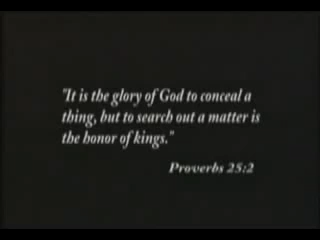 "It is the glory of God to conceal a
thing, but to search out a matter is
the honor of kings."
Proverbs 25:2